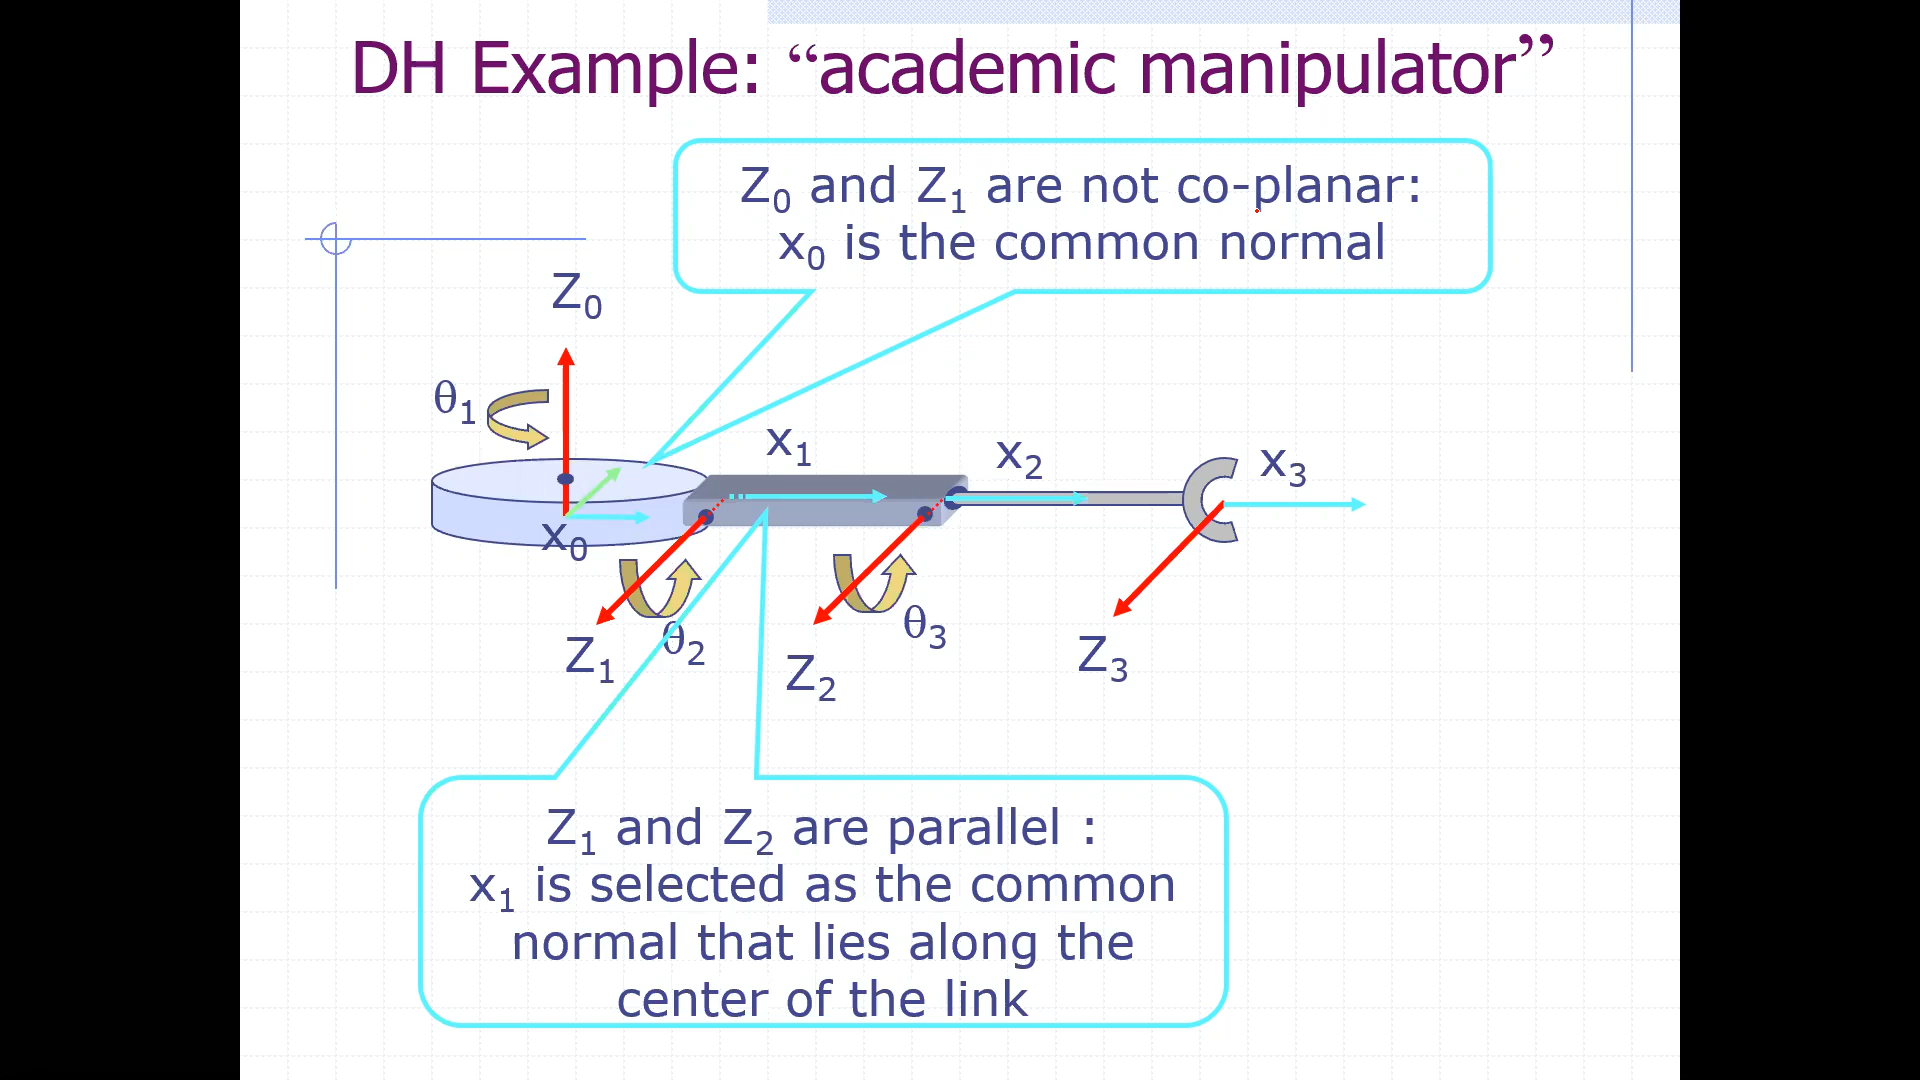 DH Example: “academic manipulator”
Z₀ and Z₁ are not co-planar:
x₀ is the common normal
Z₀
θ₁
x₁
x₂
x₃
x₀
θ₂
θ₃
Z₁
Z₂
Z₃
Z₁ and Z₂ are parallel :
x₁ is selected as the common
normal that lies along the
center of the link